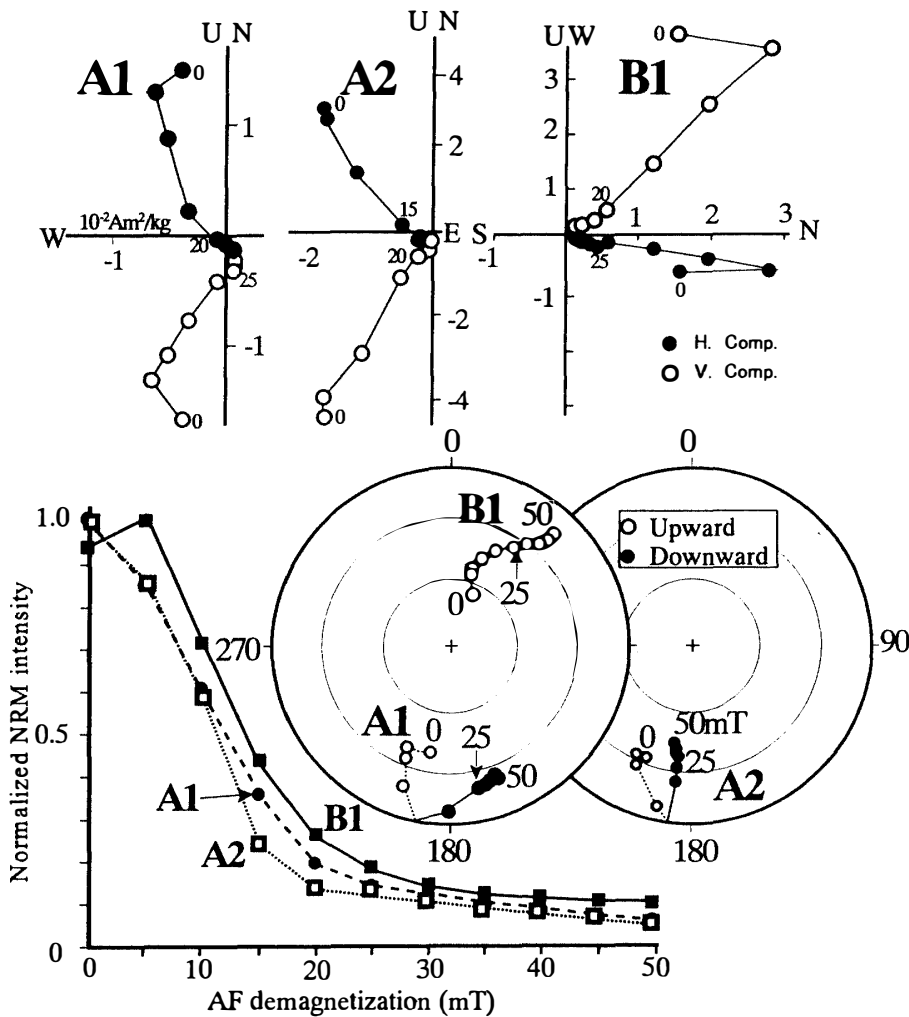 U N
A1
0
1
10⁻²Am²/kg
W
-1
20
25
-1
0
U N
A2
4
0
2
15
E
-2
20
-2
0
-4
UW
0
B1
3
2
1
20
1
2
3
S
N
-1
25
0
-1
H. Comp.
V. Comp.
0
0
B1
50
25
0
270
A1
0
25
50
180
Upward
Downward
90
0
50mT
25
A2
180
Normalized NRM intensity
1.0
0.5
0
A1
A2
B1
0
10
20
30
40
50
AF demagnetization (mT)